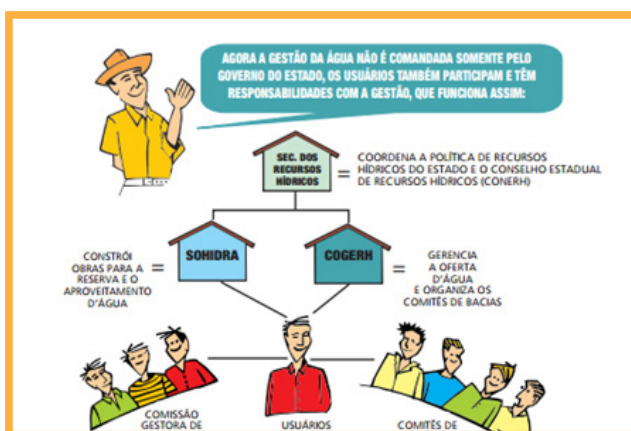 AGORA A GESTÃO DA ÁGUA NÃO É COMANDADA SOMENTE PELO
GOVERNO DO ESTADO, OS USUÁRIOS TAMBÉM PARTICIPAM E TÊM
RESPONSABILIDADES COM A GESTÃO, QUE FUNCIONA ASSIM:
SEC. DOS
RECURSOS
HÍDRICOS
=
COORDENA A POLÍTICA DE RECURSOS
HÍDRICOS DO ESTADO E O CONSELHO ESTADUAL
DE RECURSOS HÍDRICOS (CONERH)
CONSTRÓI
OBRAS PARA A
RESERVA E O
APROVEITAMENTO
D'ÁGUA
=
SOHIDRA
COGERH
=
GERENCIA
A OFERTA
D'ÁGUA
E ORGANIZA OS
COMITÊS DE BACIAS
COMISSÃO
GESTORA DE
USUÁRIOS
COMITÊS DE